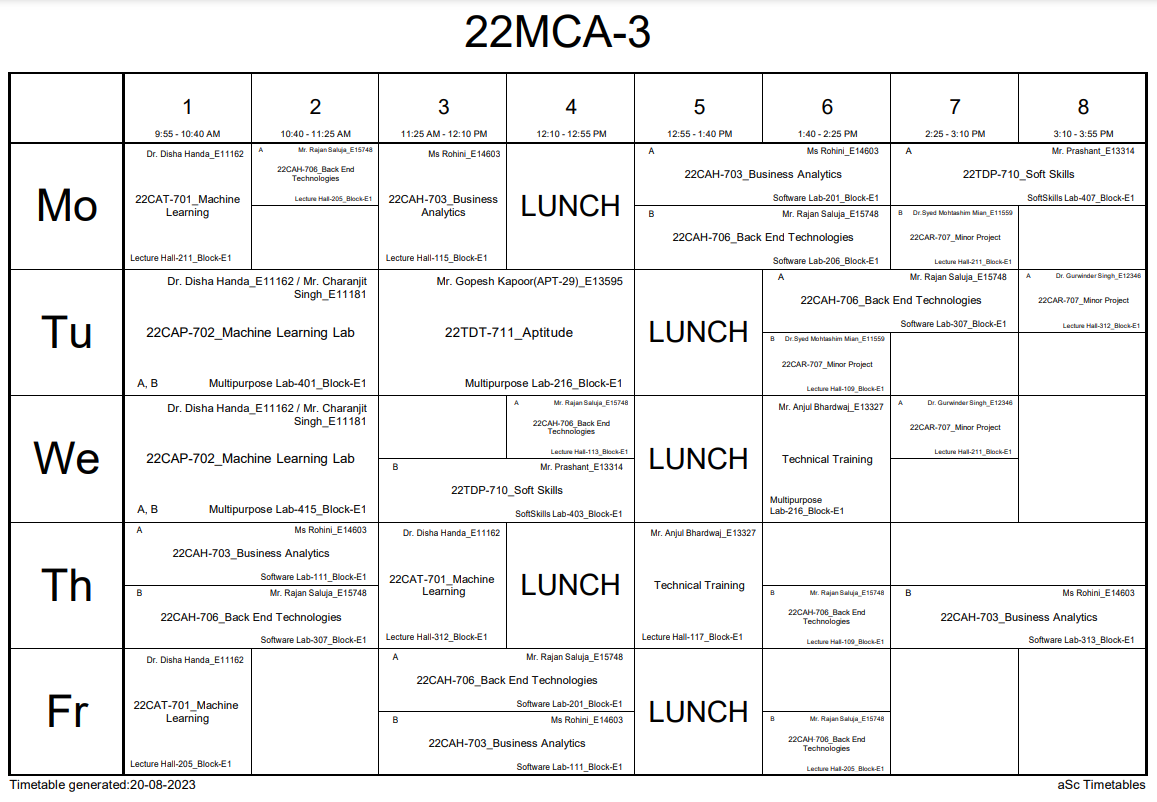 22MCA-3
1
2
3
4
5
6
7
8
9:55 - 10:40 AM
10:40 - 11:25 AM
11:25 AM - 12:10 PM
12:10 - 12:55 PM
12:55 - 1:40 PM
1:40 - 2:25 PM
2:25 - 3:10 PM
3:10 - 3:55 PM
Mo
Dr. Disha Handa_E11162
22CAT-701_Machine
Learning
Lecture Hall-211_Block-E1
A Mr. Rajan Saluja_E15748
22CAH-706_Back End
Technologies
Lecture Hall-205_Block-E1
Ms Rohini_E14603
22CAH-703_Business
Analytics
Lecture Hall-115_Block-E1
LUNCH
A Ms Rohini_E14603
22CAH-703_Business Analytics
Software Lab-201_Block-E1
B Mr. Rajan Saluja_E15748
22CAH-706_Back End Technologies
Software Lab-206_Block-E1
A Mr. Prashant_E13314
22TDP-710_Soft Skills
SoftSkills Lab-407_Block-E1
B Dr.Syed Mohtashim Mian_E11559
22CAR-707_Minor Project
Lecture Hall-211_Block-E1
Tu
Dr. Disha Handa_E11162 / Mr. Charanjit
Singh_E11181
22CAP-702_Machine Learning Lab
A, B Multipurpose Lab-401_Block-E1
Mr. Gopesh Kapoor(APT-29)_E13595
22TDT-711_Aptitude
Multipurpose Lab-216_Block-E1
LUNCH
A Mr. Rajan Saluja_E15748
22CAH-706_Back End Technologies
Software Lab-307_Block-E1
B Dr.Syed Mohtashim Mian_E11559
22CAR-707_Minor Project
Lecture Hall-109_Block-E1
A Dr. Gurwinder Singh_E12346
22CAR-707_Minor Project
Lecture Hall-312_Block-E1
We
Dr. Disha Handa_E11162 / Mr. Charanjit
Singh_E11181
22CAP-702_Machine Learning Lab
A, B Multipurpose Lab-415_Block-E1
A Mr. Rajan Saluja_E15748
22CAH-706_Back End
Technologies
Lecture Hall-113_Block-E1
B Mr. Prashant_E13314
22TDP-710_Soft Skills
SoftSkills Lab-403_Block-E1
LUNCH
Mr. Anjul Bhardwaj_E13327
Technical Training
Multipurpose
Lab-216_Block-E1
A Dr. Gurwinder Singh_E12346
22CAR-707_Minor Project
Lecture Hall-211_Block-E1
Th
A Ms Rohini_E14603
22CAH-703_Business Analytics
Software Lab-111_Block-E1
B Mr. Rajan Saluja_E15748
22CAH-706_Back End Technologies
Software Lab-307_Block-E1
Dr. Disha Handa_E11162
22CAT-701_Machine
Learning
Lecture Hall-312_Block-E1
LUNCH
Mr. Anjul Bhardwaj_E13327
Technical Training
Lecture Hall-117_Block-E1
B Mr. Rajan Saluja_E15748
22CAH-706_Back End
Technologies
Lecture Hall-109_Block-E1
B Ms Rohini_E14603
22CAH-703_Business Analytics
Software Lab-313_Block-E1
Fr
Dr. Disha Handa_E11162
22CAT-701_Machine
Learning
Lecture Hall-205_Block-E1
A Mr. Rajan Saluja_E15748
22CAH-706_Back End Technologies
Software Lab-201_Block-E1
B Ms Rohini_E14603
22CAH-703_Business Analytics
Software Lab-111_Block-E1
LUNCH
B Mr. Rajan Saluja_E15748
22CAH-706_Back End
Technologies
Lecture Hall-205_Block-E1
Timetable generated:20-08-2023
aSc Timetables